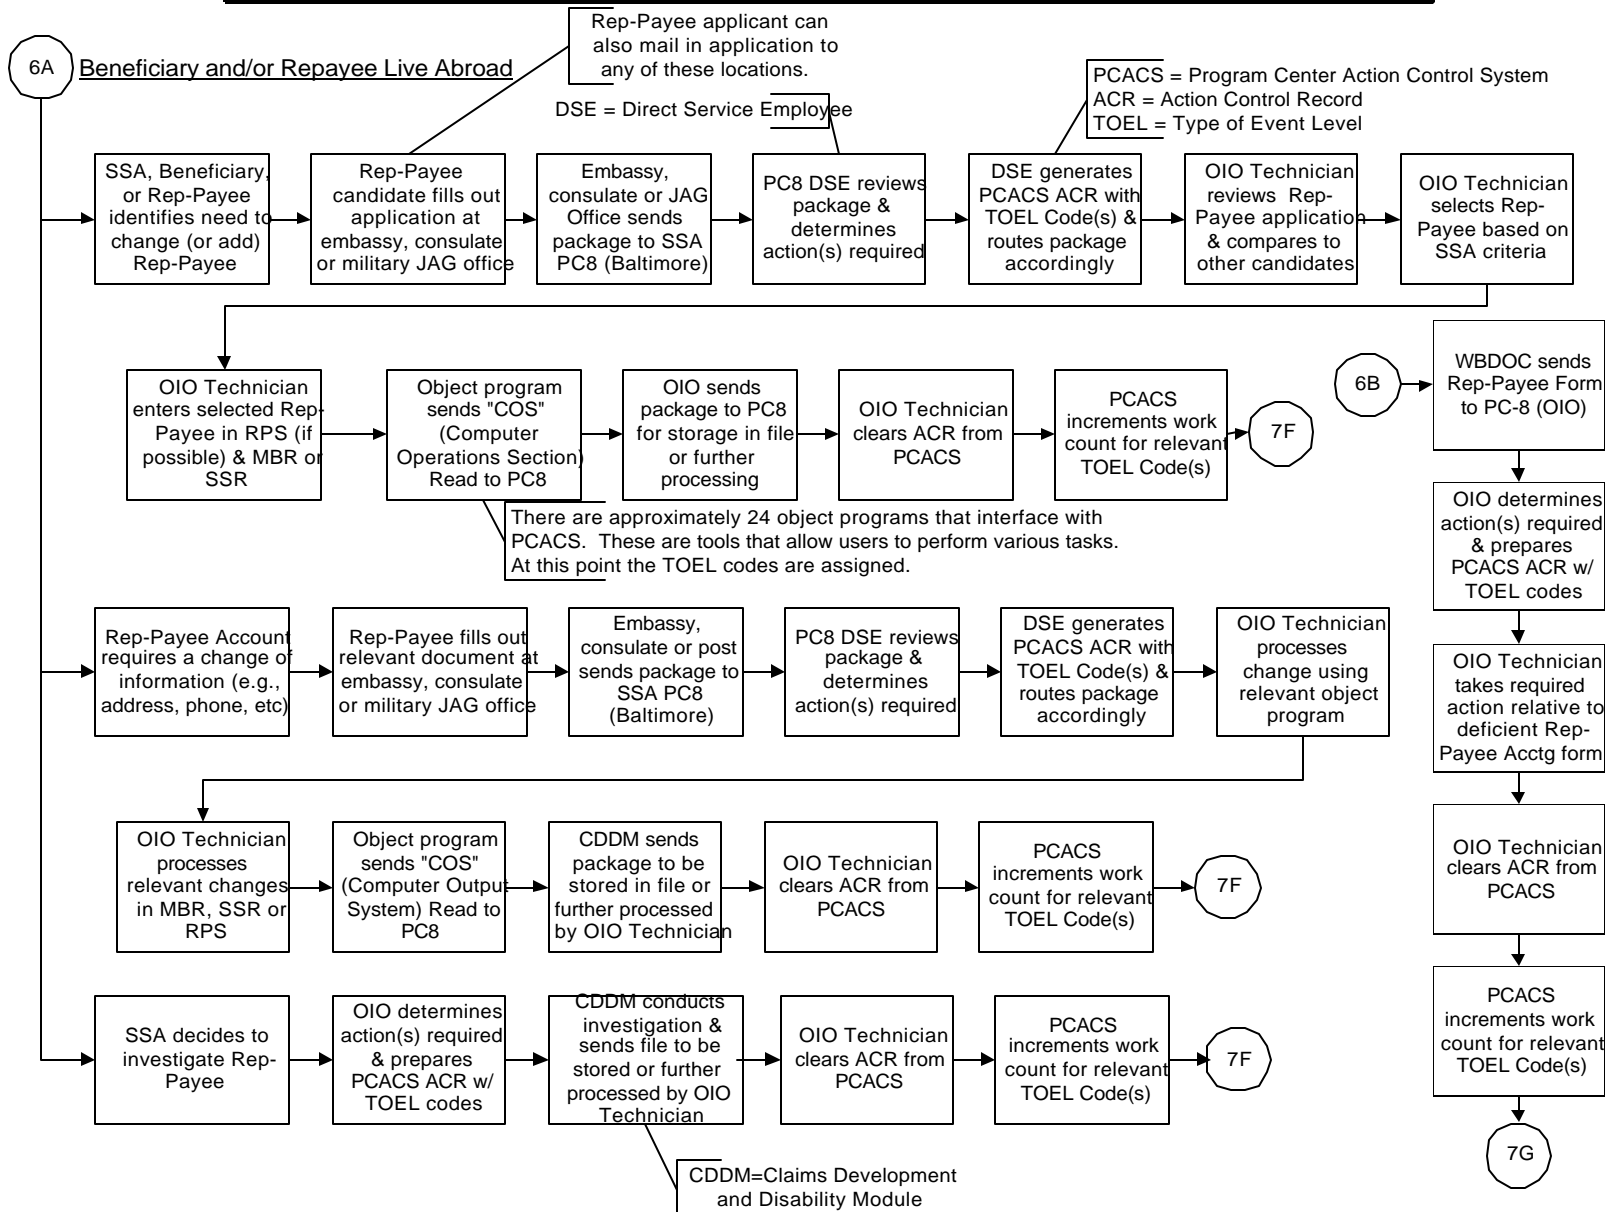 Rep-Payee applicant can
also mail in application to
any of these locations.
6A
Beneficiary and/or Repayee Live Abroad
DSE = Direct Service Employee
PCACS = Program Center Action Control System
ACR = Action Control Record
TOEL = Type of Event Level
SSA, Beneficiary,
or Rep-Payee
identifies need to
change (or add)
Rep-Payee
Rep-Payee
candidate fills out
application at
embassy, consulate
or military JAG office
Embassy,
consulate or JAG
Office sends
package to SSA
PC8 (Baltimore)
PC8 DSE reviews
package &
determines
action(s) required
DSE generates
PCACS ACR with
TOEL Code(s) &
routes package
accordingly
OIO Technician
reviews Rep-
Payee application
& compares to
other candidates
OIO Technician
selects Rep-
Payee based on
SSA criteria
OIO Technician
enters selected Rep-
Payee in RPS (if
possible) & MBR or
SSR
Object program
sends "COS"
(Computer
Operations Section)
Read to PC8
OIO sends
package to PC8
for storage in file
or further
processing
OIO Technician
clears ACR from
PCACS
PCACS
increments work
count for relevant
TOEL Code(s)
7F
There are approximately 24 object programs that interface with
PCACS. These are tools that allow users to perform various tasks.
At this point the TOEL codes are assigned.
6B
WBDOC sends
Rep-Payee Form
to PC-8 (OIO)
OIO determines
action(s) required
& prepares
PCACS ACR w/
TOEL codes
OIO Technician
takes required
action relative to
deficient Rep-
Payee Acctg form
OIO Technician
clears ACR from
PCACS
PCACS
increments work
count for relevant
TOEL Code(s)
7G
Rep-Payee Account
requires a change of
information (e.g.,
address, phone, etc)
Rep-Payee fills out
relevant document at
embassy, consulate
or military JAG office
Embassy,
consulate or post
sends package to
SSA PC8
(Baltimore)
PC8 DSE reviews
package &
determines
action(s) required
DSE generates
PCACS ACR with
TOEL Code(s) &
routes package
accordingly
OIO Technician
processes
change using
relevant object
program
OIO Technician
processes
relevant changes
in MBR, SSR or
RPS
Object program
sends "COS"
(Computer Output
System) Read to
PC8
CDDM sends
package to be
stored in file or
further processed
by OIO Technician
OIO Technician
clears ACR from
PCACS
PCACS
increments work
count for relevant
TOEL Code(s)
7F
SSA decides to
investigate Rep-
Payee
OIO determines
action(s) required
& prepares
PCACS ACR w/
TOEL codes
CDDM conducts
investigation &
sends file to be
stored or further
processed by OIO
Technician
OIO Technician
clears ACR from
PCACS
PCACS
increments work
count for relevant
TOEL Code(s)
7F
CDDM=Claims Development
and Disability Module